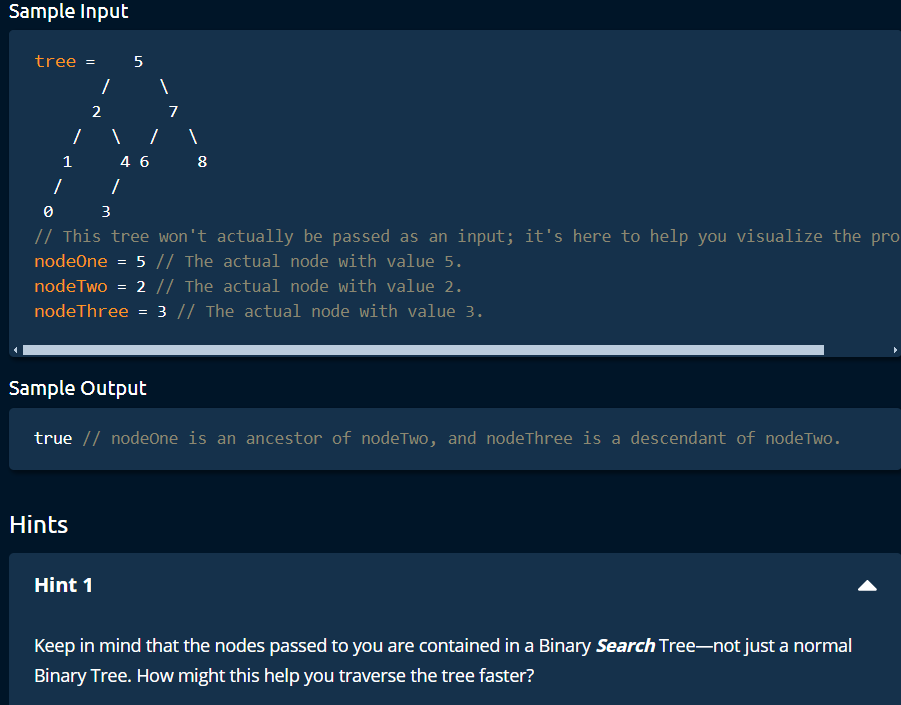 Sample Input
tree =    5
       /     \
      2       7
    /   \   /   \
   1     4 6     8
  /     /
 0     3
// This tree won't actually be passed as an input; it's here to help you visualize the pro
nodeOne = 5 // The actual node with value 5.
nodeTwo = 2 // The actual node with value 2.
nodeThree = 3 // The actual node with value 3.
Sample Output
true // nodeOne is an ancestor of nodeTwo, and nodeThree is a descendant of nodeTwo.
Hints
Hint 1
Keep in mind that the nodes passed to you are contained in a Binary Search Tree—not just a normal
Binary Tree. How might this help you traverse the tree faster?